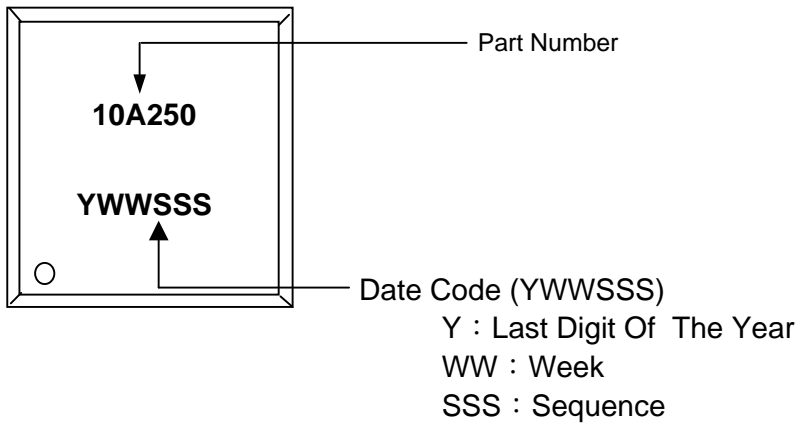 Part Number
10A250
YWWSSS
Date Code (YWWSSS)
Y：Last Digit Of The Year
WW：Week
SSS：Sequence